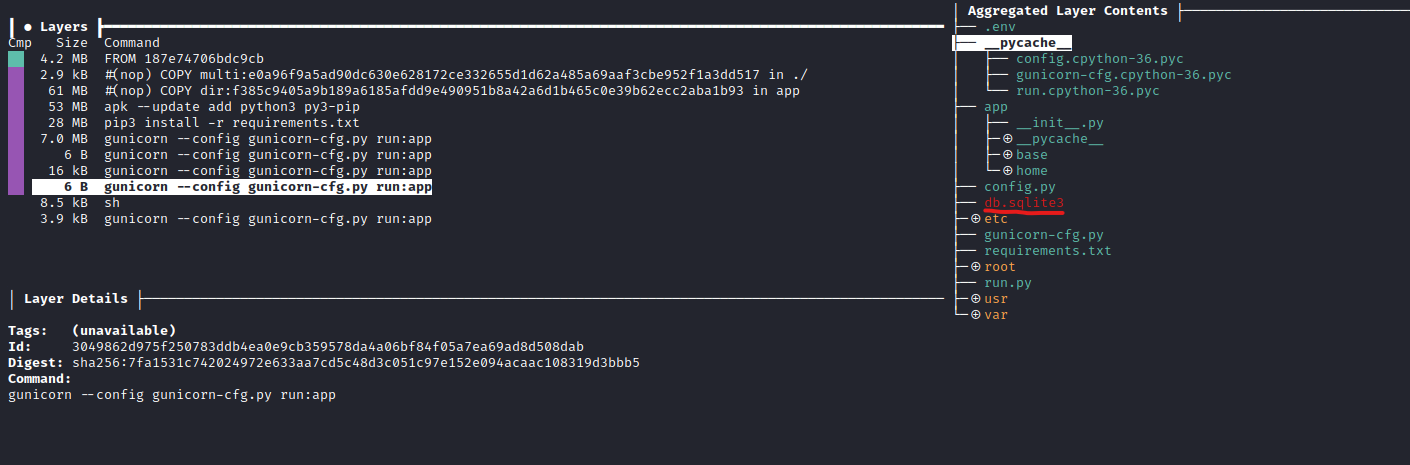 ● Layers
Cmp Size Command
4.2 MB FROM 187e74706bdc9cb
2.9 kB #(nop) COPY multi:e0a96f9a5ad90dc630e628172ce332655d1d62a485a69aaf3cbe952f1a3dd517 in ./
61 MB #(nop) COPY dir:f385c9405a9b189a6185afdd9e490951b8a42a6d1b465c0e39b62ecc2aba1b93 in app
53 MB apk --update add python3 py3-pip
28 MB pip3 install -r requirements.txt
7.0 MB gunicorn --config gunicorn-cfg.py run:app
6 B gunicorn --config gunicorn-cfg.py run:app
16 kB gunicorn --config gunicorn-cfg.py run:app
6 B gunicorn --config gunicorn-cfg.py run:app
8.5 kB sh
3.9 kB gunicorn --config gunicorn-cfg.py run:app
Layer Details
Tags: (unavailable)
Id: 3049862d975f250783ddb4ea0e9cb359578da4a06bf84f05a7ea69ad8d508dab
Digest: sha256:7fa1531c742024972e633aa7cd5c48d3c051c97e152e094acaac108319d3bbb5
Command:
gunicorn --config gunicorn-cfg.py run:app
Aggregated Layer Contents
├── .env
├── __pycache__
│   ├── config.cpython-36.pyc
│   ├── gunicorn-cfg.cpython-36.pyc
│   └── run.cpython-36.pyc
├── app
│   ├── __init__.py
│   ├─⊕ __pycache__
│   ├─⊕ base
│   └─⊕ home
├── config.py
├── db.sqlite3
├─⊕ etc
├── gunicorn-cfg.py
├── requirements.txt
├─⊕ root
├── run.py
├─⊕ usr
└─⊕ var